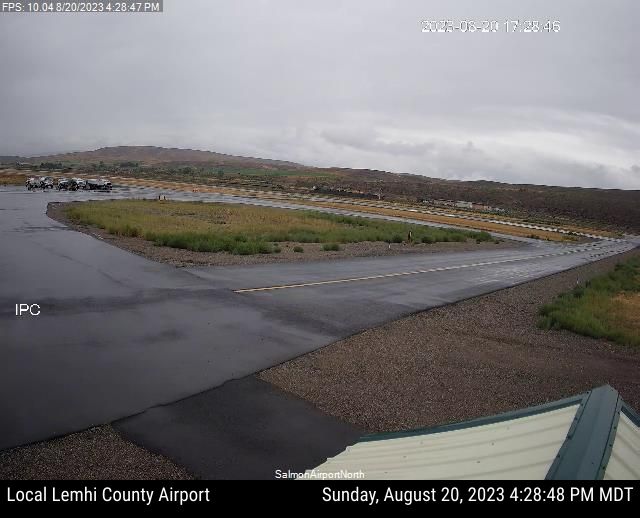 FPS: 10.04 8/20/2023 4:28:47 PM
2023-08-20 17:28:46
IPC
SalmonAirportNorth
Local Lemhi County Airport
Sunday, August 20, 2023 4:28:48 PM MDT